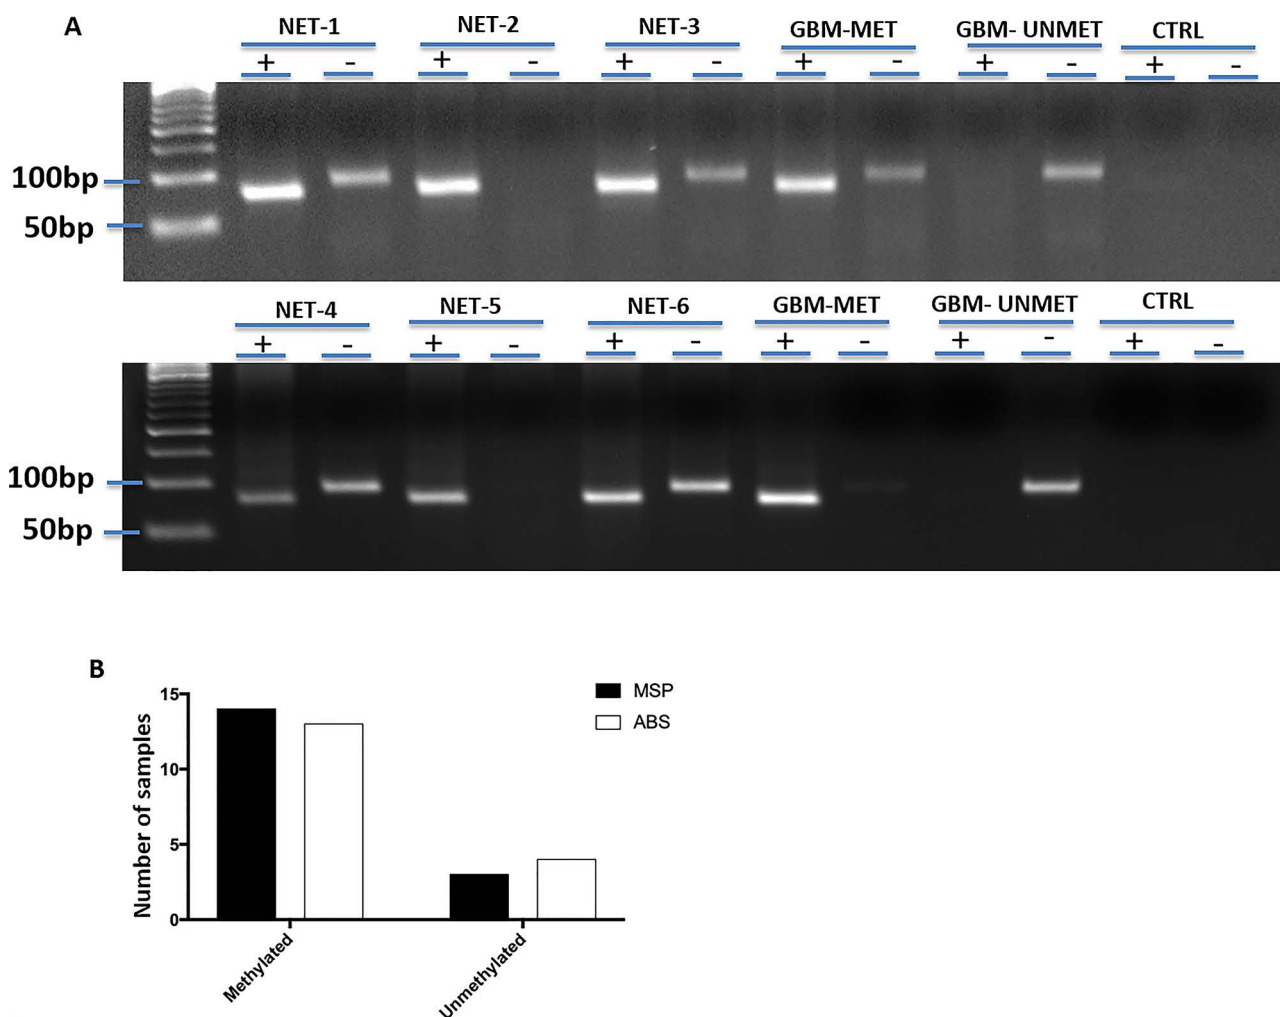 A
NET-1 NET-2 NET-3 GBM-MET GBM- UNMET CTRL
+ - + - + - + - + - + -
100bp
50bp
NET-4 NET-5 NET-6 GBM-MET GBM- UNMET CTRL
+ - + - + - + - + - + -
100bp
50bp
B
MSP
ABS
Number of samples
15
10
5
0
Methylated
Unmethylated